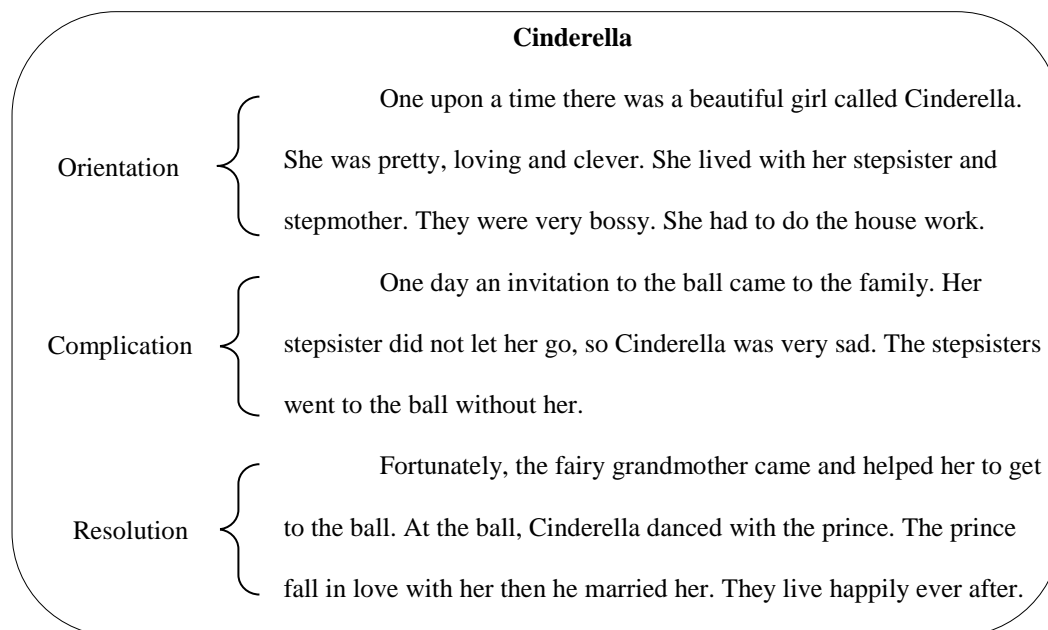 Cinderella
One upon a time there was a beautiful girl called Cinderella.
Orientation
She was pretty, loving and clever. She lived with her stepsister and
stepmother. They were very bossy. She had to do the house work.
One day an invitation to the ball came to the family. Her
Complication
stepsister did not let her go, so Cinderella was very sad. The stepsisters
went to the ball without her.
Fortunately, the fairy grandmother came and helped her to get
Resolution
to the ball. At the ball, Cinderella danced with the prince. The prince
fall in love with her then he married her. They live happily ever after.